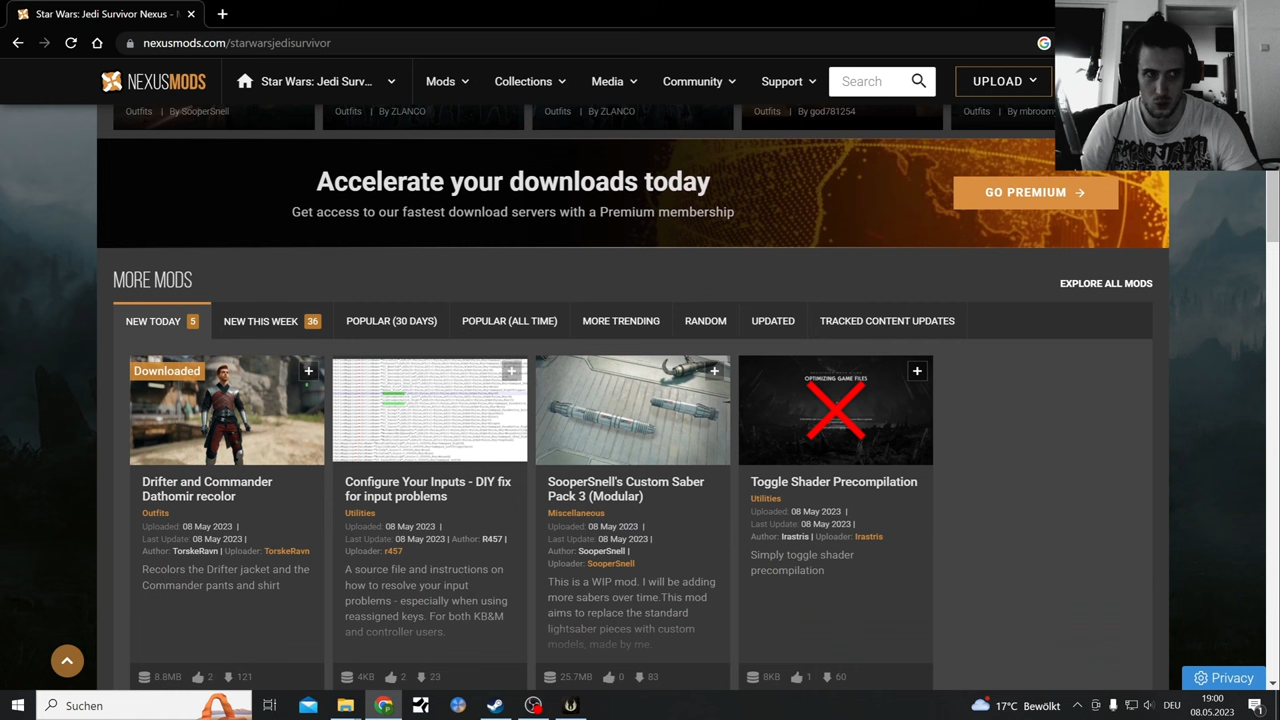 Star Wars: Jedi Survivor Nexus -
nexusmods.com/starwarsjedisurvivor
NEXUSMODS
Star Wars: Jedi Surv...
Mods
Collections
Media
Community
Support
Search
UPLOAD
Outfits | By SooperSnell
Outfits | By ZLANCO
Outfits | By ZLANCO
Outfits | By god781254
Outfits | By mbroomy
Accelerate your downloads today
Get access to our fastest download servers with a Premium membership
GO PREMIUM
MORE MODS
EXPLORE ALL MODS
NEW TODAY 5
NEW THIS WEEK 36
POPULAR (30 DAYS)
POPULAR (ALL TIME)
MORE TRENDING
RANDOM
UPDATED
TRACKED CONTENT UPDATES
Downloaded
Drifter and Commander
Dathomir recolor
Outfits
Uploaded: 08 May 2023 |
Last Update: 08 May 2023 |
Author: TorskeRavn | Uploader: TorskeRavn
Recolors the Drifter jacket and the
Commander pants and shirt
8.8MB 2 121
Configure Your Inputs - DIY fix
for input problems
Utilities
Uploaded: 08 May 2023 |
Last Update: 08 May 2023 | Author: R457 |
Uploader: r457
A source file and instructions on
how to resolve your input
problems - especially when using
reassigned keys. For both KB&M
and controller users.
4KB 2 23
SooperSnell's Custom Saber
Pack 3 (Modular)
Miscellaneous
Uploaded: 08 May 2023 |
Last Update: 08 May 2023 |
Author: SooperSnell |
Uploader: SooperSnell
This is a WIP mod. I will be adding
more sabers over time.This mod
aims to replace the standard
lightsaber pieces with custom
models, made by me.
25.7MB 0 83
OPTIMIZING GAME FILES
Toggle Shader Precompilation
Utilities
Uploaded: 08 May 2023 |
Last Update: 08 May 2023 |
Author: Irastris | Uploader: Irastris
Simply toggle shader
precompilation
8KB 1 60
Privacy
Suchen
17°C Bewölkt
DEU
19:00
08.05.2023
1